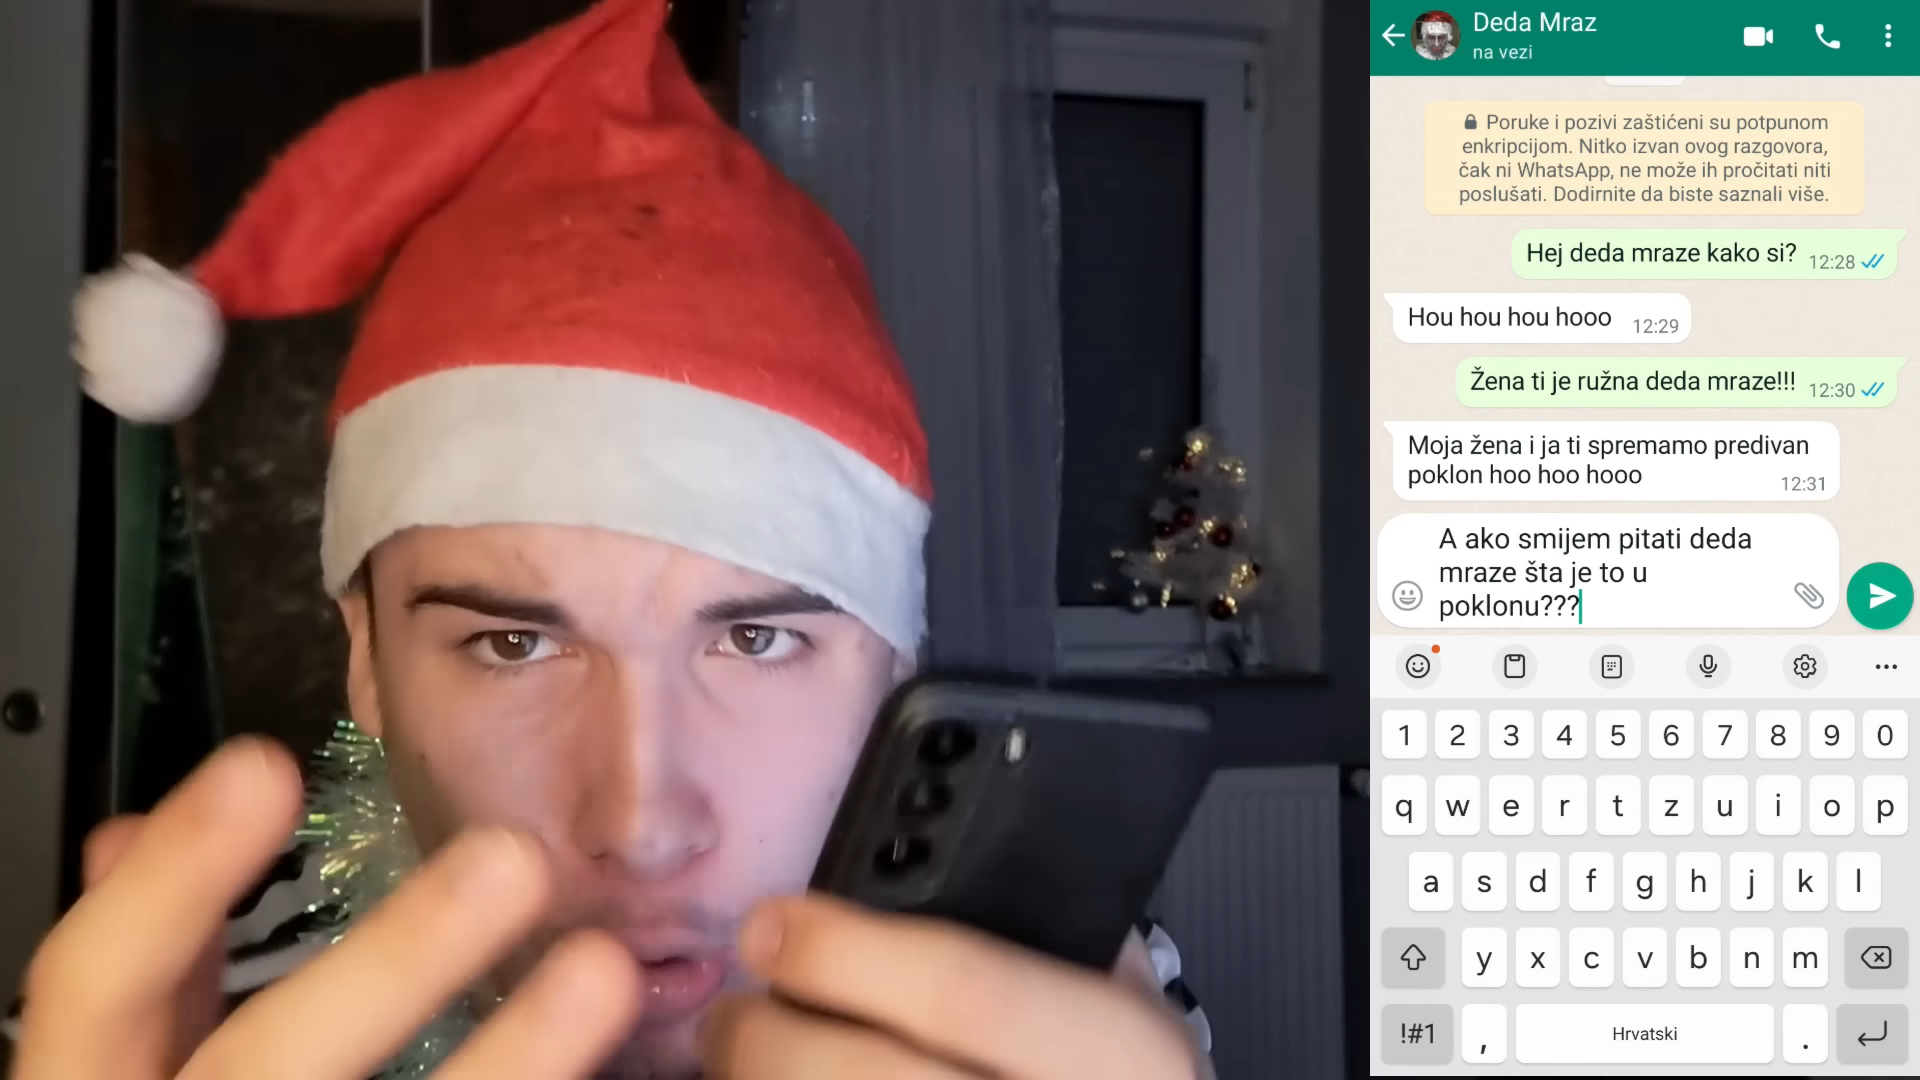 Deda Mraz
na vezi
Poruke i pozivi zaštićeni su potpunom
enkripcijom. Nitko izvan ovog razgovora,
čak ni WhatsApp, ne može ih pročitati niti
poslušati. Dodirnite da biste saznali više.
Hej deda mraze kako si? 12:28
Hou hou hou hooo 12:29
Žena ti je ružna deda mraze!!! 12:30
Moja žena i ja ti spremamo predivan
poklon hoo hoo hooo 12:31
A ako smijem pitati deda
mraze šta je to u
poklonu???
1 2 3 4 5 6 7 8 9 0
q w e r t z u i o p
a s d f g h j k l
y x c v b n m
!#1 , Hrvatski .